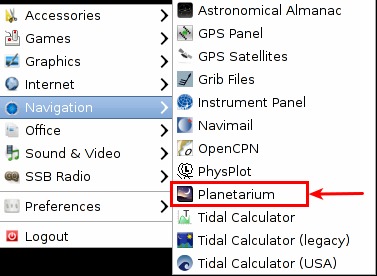 Accessories
Games
Graphics
Internet
Navigation
Office
Sound & Video
SSB Radio
Preferences
Logout
Astronomical Almanac
GPS Panel
GPS Satellites
Grib Files
Instrument Panel
Navimail
OpenCPN
PhysPlot
Planetarium
Tidal Calculator
Tidal Calculator (legacy)
Tidal Calculator (USA)